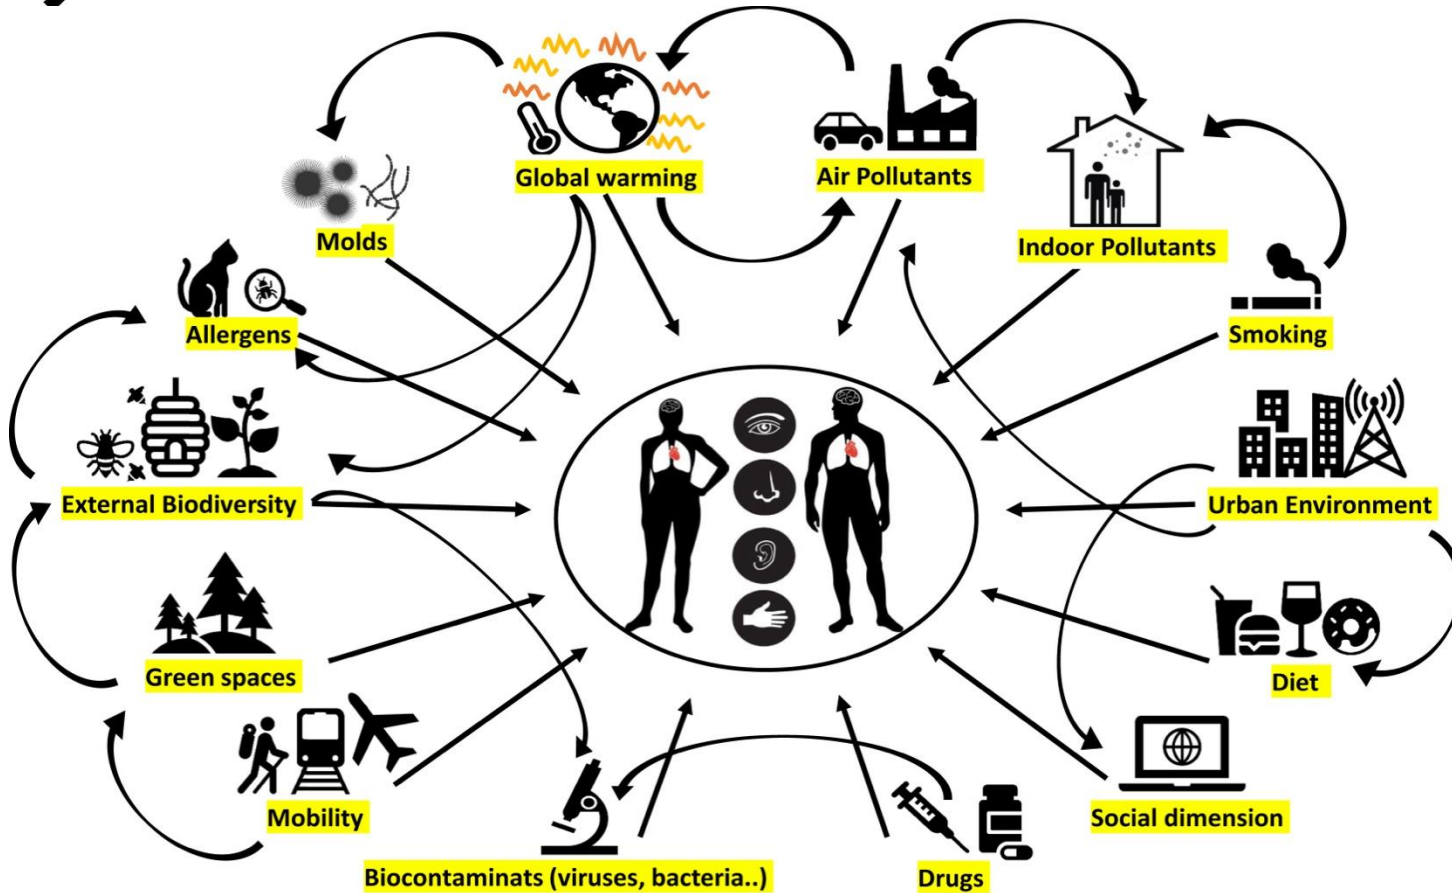 Global warming
Air Pollutants
Molds
Indoor Pollutants
Allergens
Smoking
External Biodiversity
Urban Environment
Green spaces
Diet
Mobility
Social dimension
Biocontaminats (viruses, bacteria..)
Drugs